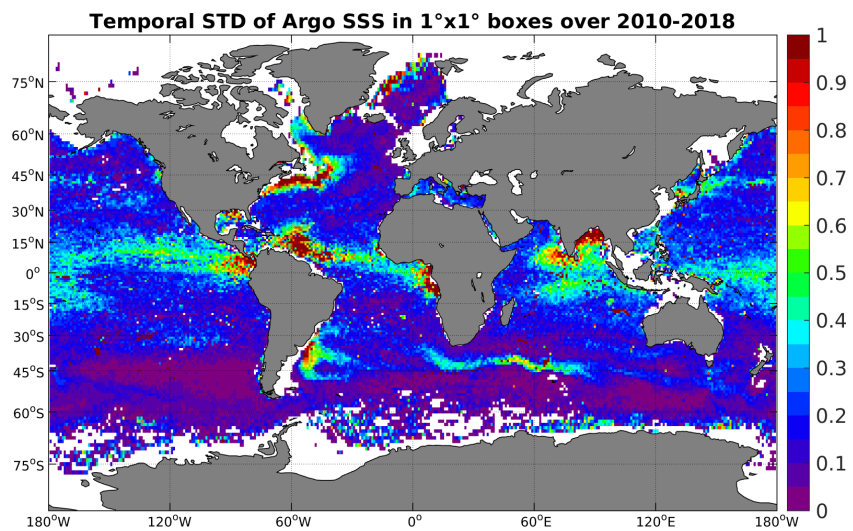 Temporal STD of Argo SSS in 1°x1° boxes over 2010-2018
75°N
60°N
45°N
30°N
15°N
0°
15°S
30°S
45°S
60°S
75°S
180°W
120°W
60°W
0°
60°E
120°E
180°W
1
0.9
0.8
0.7
0.6
0.5
0.4
0.3
0.2
0.1
0